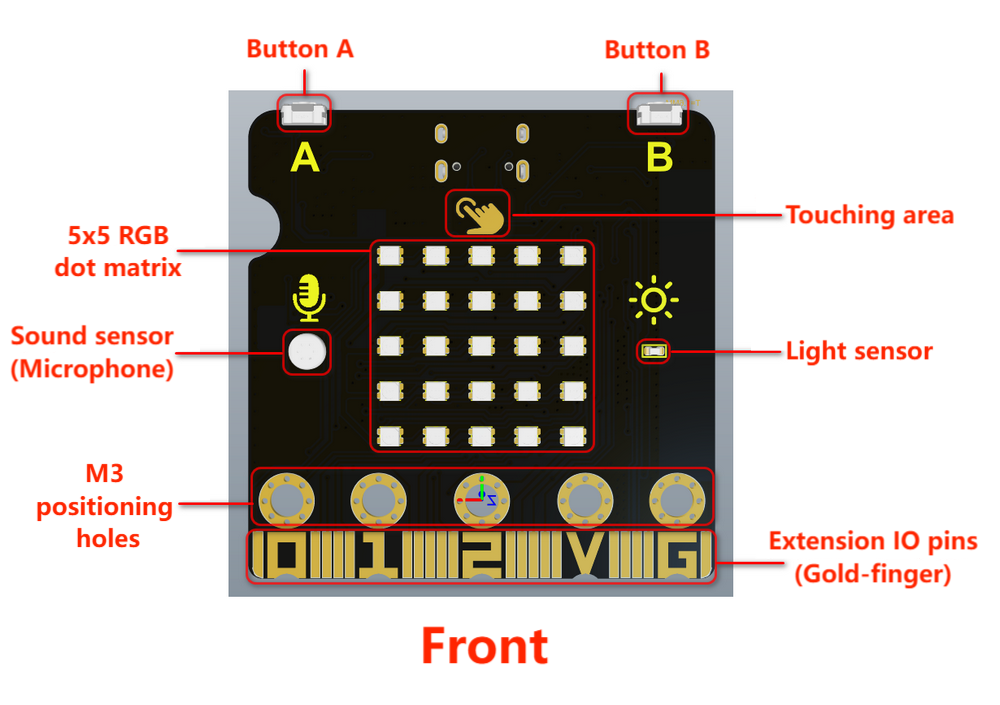 Button A
Button B
A
B
Touching area
5x5 RGB
dot matrix
Sound sensor
(Microphone)
Light sensor
M3
positioning
holes
Z
0 1 2 V G
Extension IO pins
(Gold-finger)
Front